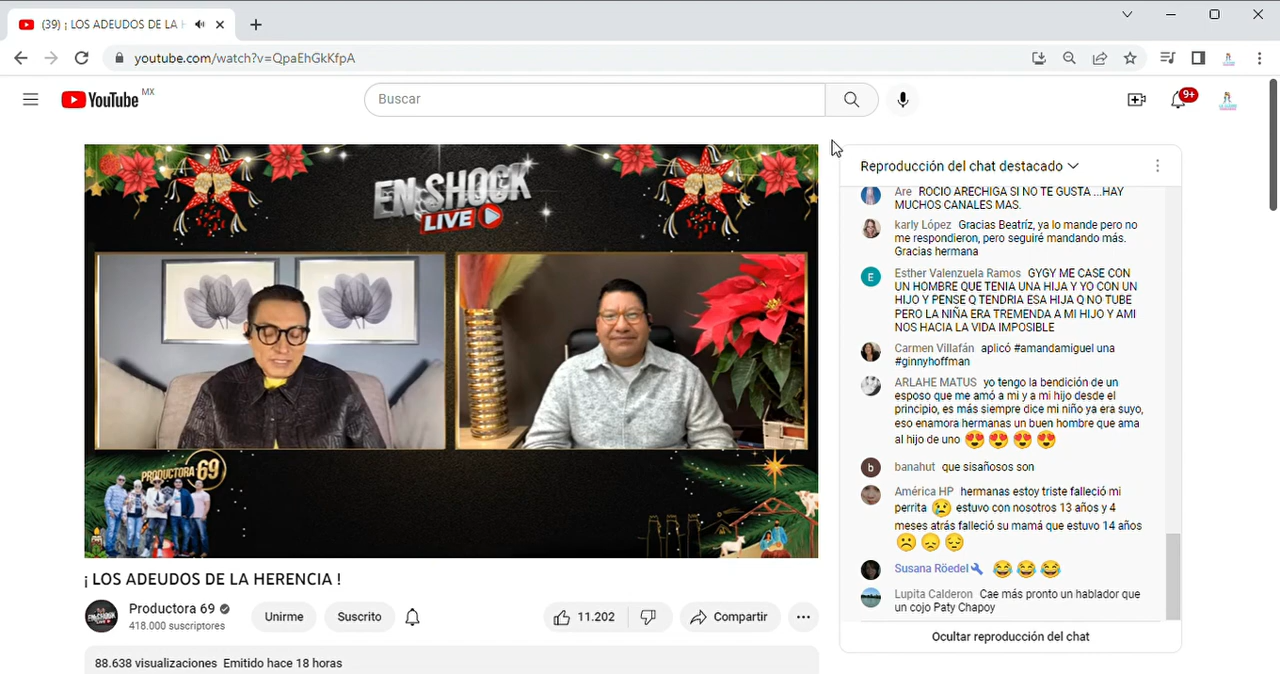 (39) ¡ LOS ADEUDOS DE LA H
youtube.com/watch?v=QpaEhGkKfpA
YouTube MX
Buscar
9+
EN SHOCK
LIVE
PRODUCTORA 69
¡ LOS ADEUDOS DE LA HERENCIA !
EN SHOCK
Productora 69
418.000 suscriptores
Unirme
Suscrito
11.202
Compartir
88.638 visualizaciones Emitido hace 18 horas
Reproducción del chat destacado
Are ROCIO ARECHIGA SI NO TE GUSTA ...HAY
MUCHOS CANALES MAS.
karly López Gracias Beatríz, ya lo mande pero no
me respondieron, pero seguiré mandando más.
Gracias hermana
E
Esther Valenzuela Ramos GYGY ME CASE CON
UN HOMBRE QUE TENIA UNA HIJA Y YO CON UN
HIJO Y PENSE Q TENDRIA ESA HIJA Q NO TUBE
PERO LA NIÑA ERA TREMENDA A MI HIJO Y AMI
NOS HACIA LA VIDA IMPOSIBLE
Carmen Villafán aplicó #amandamiguel una
#ginnyhoffman
ARLAHE MATUS yo tengo la bendición de un
esposo que me amó a mi y a mi hijo desde el
principio, es más siempre dice mi niño ya era suyo,
eso enamora hermanas un buen hombre que ama
al hijo de uno 😍 😍 😍 😍
b
banahut que sisañosos son
América HP hermanas estoy triste falleció mi
perrita 😢 estuvo con nosotros 13 años y 4
meses atrás falleció su mamá que estuvo 14 años
☹️ 😞 😔
Susana Röedel 😂 😂 😂
Lupita Calderon Cae más pronto un hablador que
un cojo Paty Chapoy
Ocultar reproducción del chat